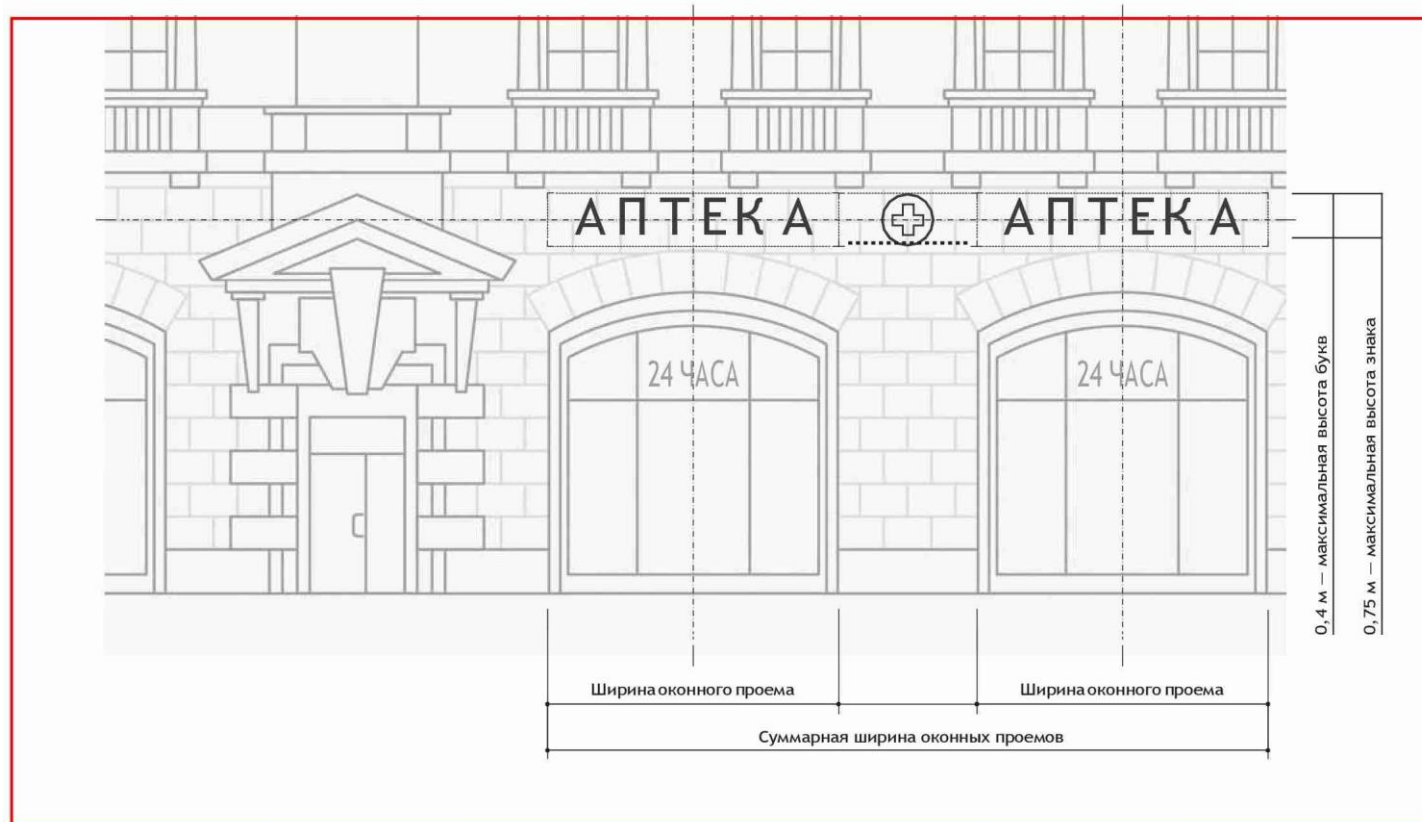 АПТЕКА
АПТЕКА
24 ЧАСА
24 ЧАСА
0,4 м — максимальная высота букв
0,75 м — максимальная высота знака
Ширина оконного проема
Ширина оконного проема
Суммарная ширина оконных проемов